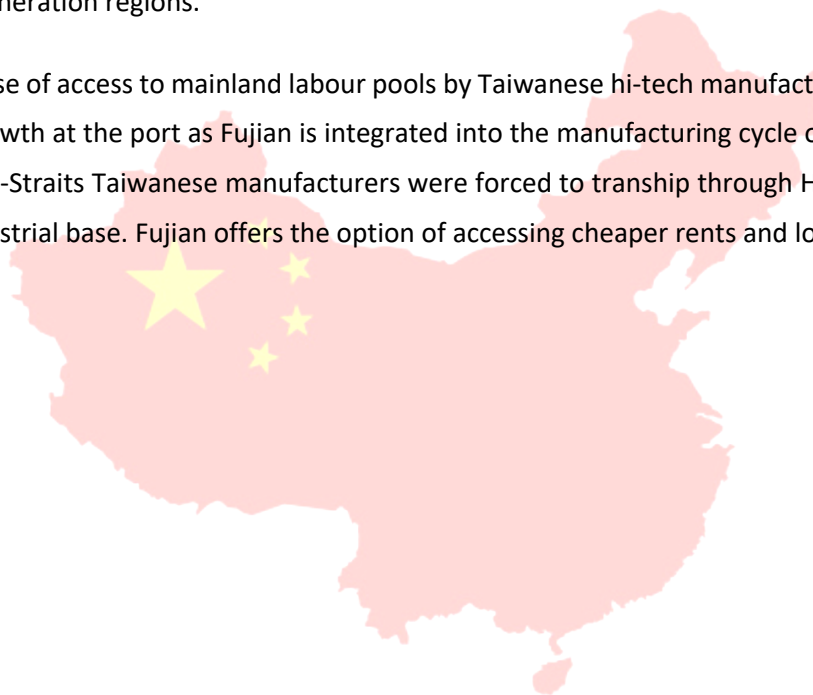 neration regions.
se of access to mainland labour pools by Taiwanese hi-tech manufact
wth at the port as Fujian is integrated into the manufacturing cycle o
-Straits Taiwanese manufacturers were forced to tranship through H
strial base. Fujian offers the option of accessing cheaper rents and lo